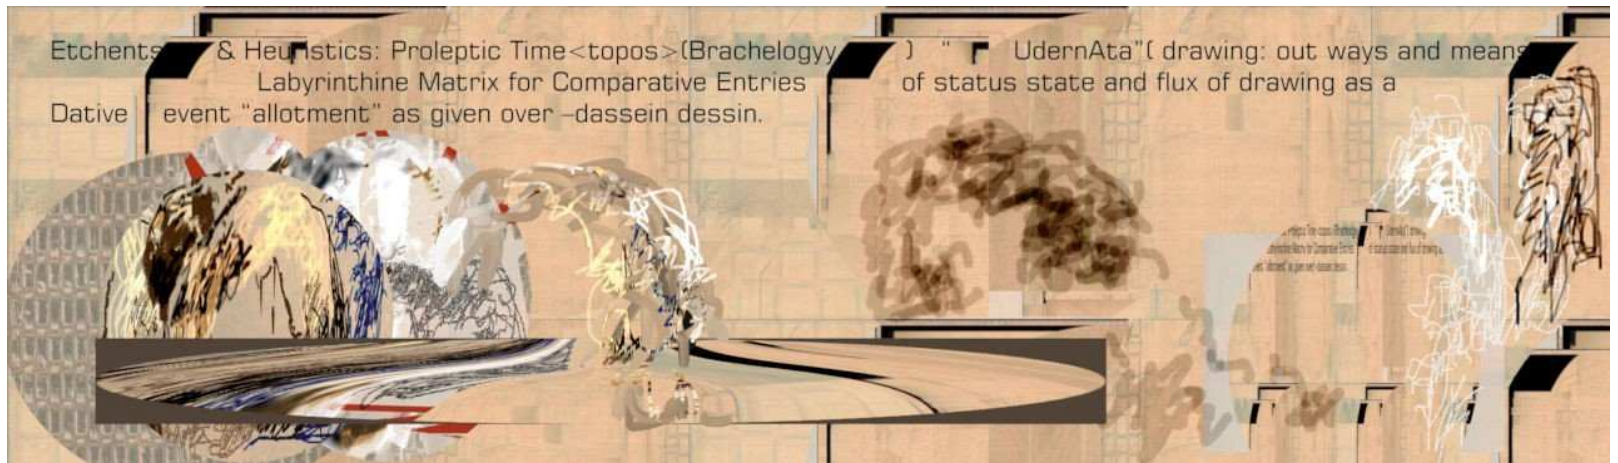 Etchents & Heuristics: Proleptic Time<topos>(Brachelogyy ) “ UdernAta”( drawing: out ways and means
Labyrinthine Matrix for Comparative Entries of status state and flux of drawing as a
Dative event “allotment” as given over –dassein dessin.